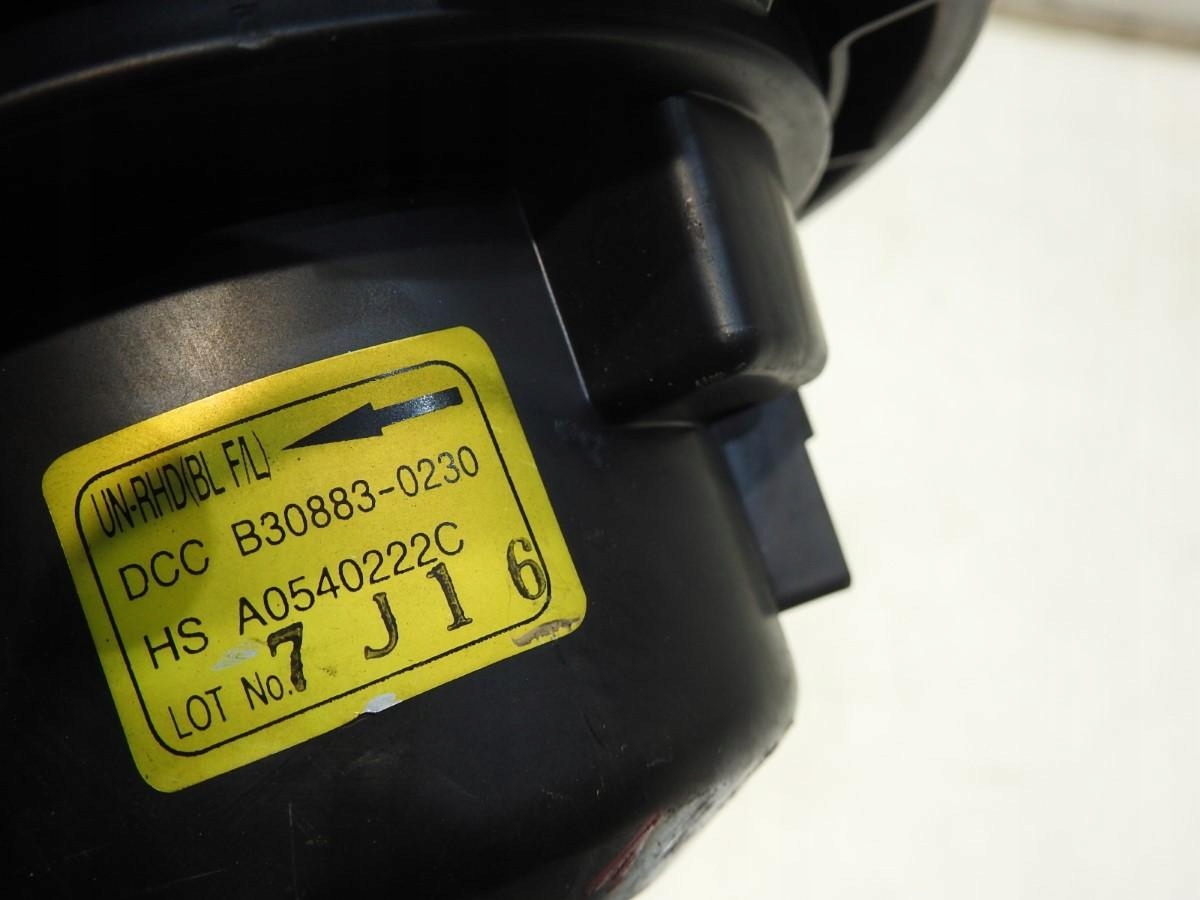 UN-RHD(BL F/L)
DCC B30883-0230
HS A0540222C
LOT No. 7 J 1 6